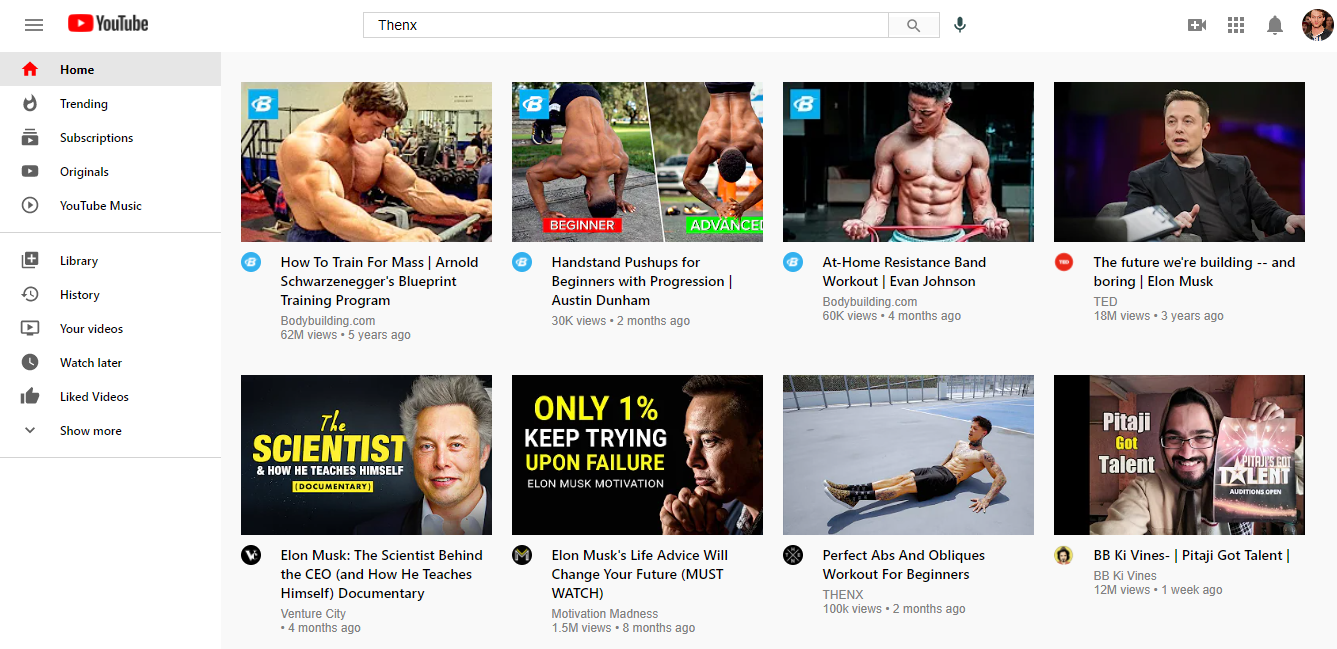 YouTube
Thenx
Home
Trending
Subscriptions
Originals
YouTube Music
Library
History
Your videos
Watch later
Liked Videos
Show more
B
B
BEGINNER
ADVANCED
B
B
How To Train For Mass | Arnold
Schwarzenegger's Blueprint
Training Program
Bodybuilding.com
62M views • 5 years ago
B
Handstand Pushups for
Beginners with Progression |
Austin Dunham
30K views • 2 months ago
B
At-Home Resistance Band
Workout | Evan Johnson
Bodybuilding.com
60K views • 4 months ago
TED
The future we're building -- and
boring | Elon Musk
TED
18M views • 3 years ago
The
SCIENTIST
& HOW HE TEACHES HIMSELF
[DOCUMENTARY]
ONLY 1%
KEEP TRYING
UPON FAILURE
ELON MUSK MOTIVATION
Pitaji
Got
Talent
PITAJI'S GOT
TALENT
AUDITIONS OPEN
Elon Musk: The Scientist Behind
the CEO (and How He Teaches
Himself) Documentary
Venture City
• 4 months ago
Elon Musk's Life Advice Will
Change Your Future (MUST
WATCH)
Motivation Madness
1.5M views • 8 months ago
Perfect Abs And Obliques
Workout For Beginners
THENX
100k views • 2 months ago
BB Ki Vines- | Pitaji Got Talent |
BB Ki Vines
12M views • 1 week ago